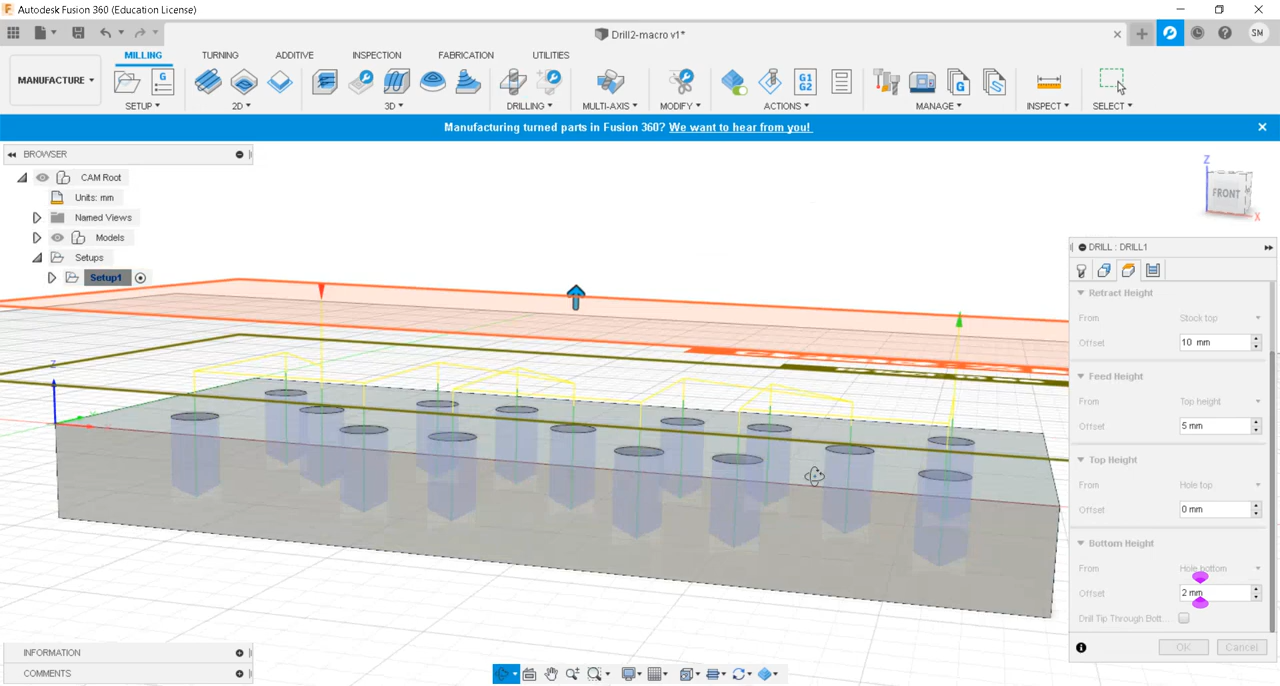 Autodesk Fusion 360 (Education License)
Drill2-macro v1*
SM
MANUFACTURE
MILLING
TURNING
ADDITIVE
INSPECTION
FABRICATION
UTILITIES
G
G1
G2
G
S
SETUP
2D
3D
DRILLING
MULTI-AXIS
MODIFY
ACTIONS
MANAGE
INSPECT
SELECT
Manufacturing turned parts in Fusion 360? We want to hear from you!
BROWSER
CAM Root
Units: mm
Named Views
Models
Setups
Setup1
Z
FRONT
X
Z
DRILL : DRILL1
Retract Height
From Stock top
Offset 10 mm
Feed Height
From Top height
Offset 5 mm
Top Height
From Hole top
Offset 0 mm
Bottom Height
From Hole bottom
Offset 2 mm
Drill Tip Through Bott...
OK Cancel
INFORMATION
COMMENTS